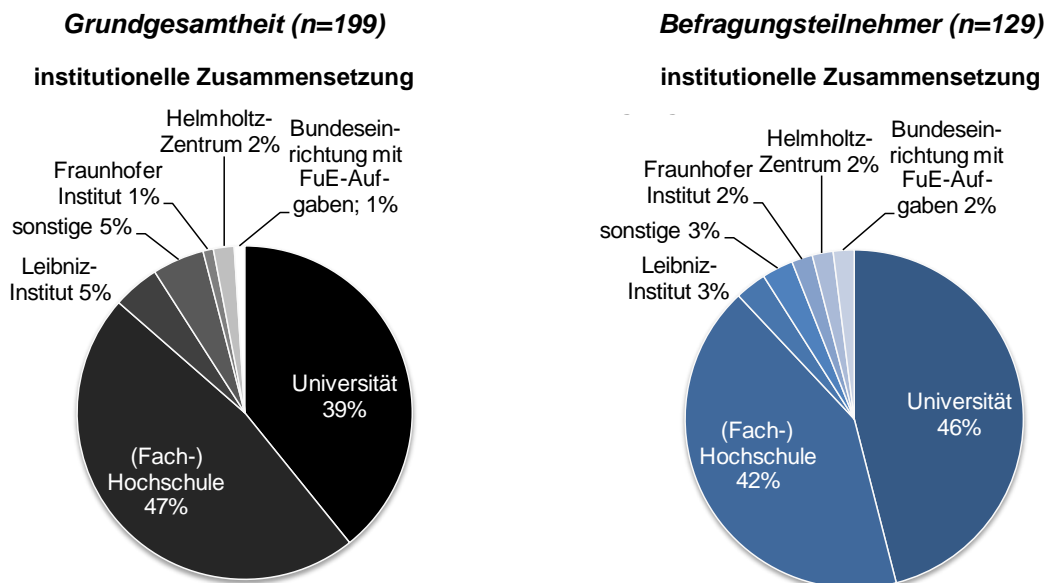 Grundgesamtheit (n=199)
institutionelle Zusammensetzung
Helmholtz-
Zentrum 2%
Bundesein-
richtung mit
FuE-Auf-
gaben; 1%
Fraunhofer
Institut 1%
sonstige 5%
Leibniz-
Institut 5%
Universität
39%
(Fach-)
Hochschule
47%
Befragungsteilnehmer (n=129)
institutionelle Zusammensetzung
Helmholtz-
Zentrum 2%
Bundesein-
richtung mit
FuE-Auf-
gaben 2%
Fraunhofer
Institut 2%
sonstige 3%
Leibniz-
Institut 3%
Universität
46%
(Fach-)
Hochschule
42%